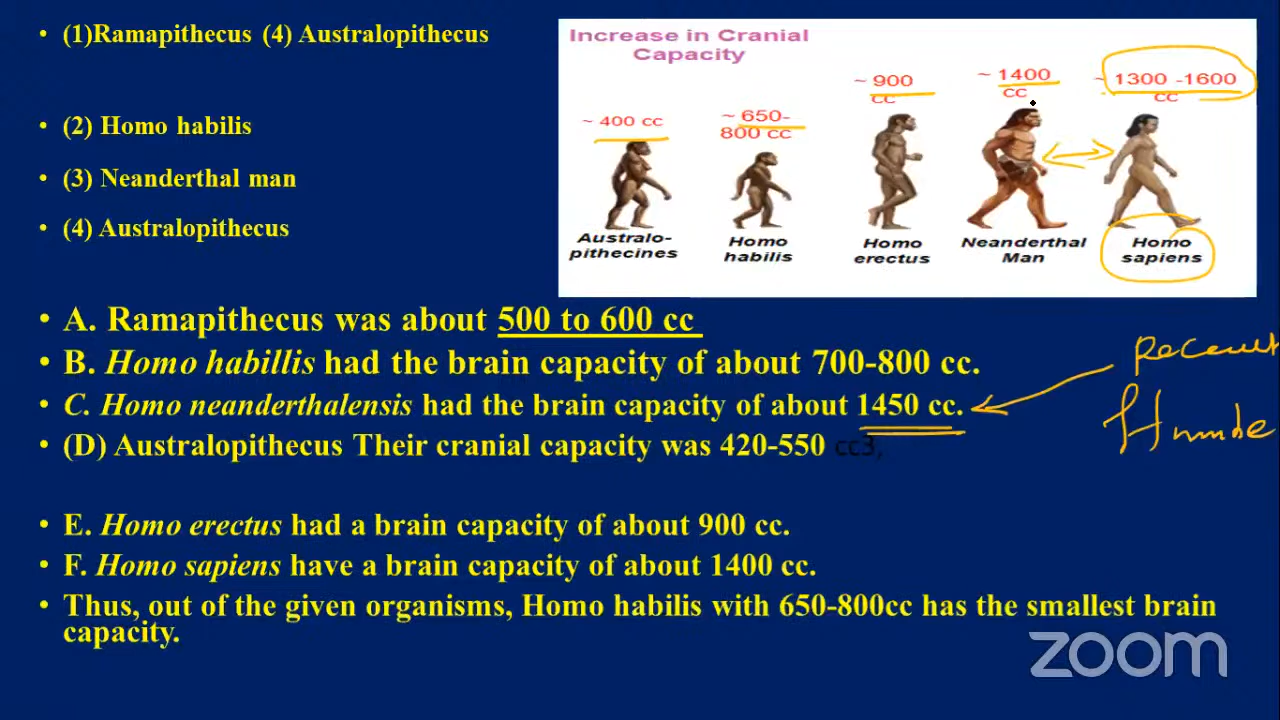 • (1)Ramapithecus (4) Australopithecus
• (2) Homo habilis
• (3) Neanderthal man
• (4) Australopithecus
Increase in Cranial
Capacity
~ 400 cc
~ 650-
800 cc
~ 900
cc
~ 1400
cc
~ 1300 -1600
cc
Australo-
pithecines
Homo
habilis
Homo
erectus
Neanderthal
Man
Homo
sapiens
• A. Ramapithecus was about 500 to 600 cc
• B. Homo habillis had the brain capacity of about 700-800 cc.
• C. Homo neanderthalensis had the brain capacity of about 1450 cc.
• (D) Australopithecus Their cranial capacity was 420-550 cc3,
• E. Homo erectus had a brain capacity of about 900 cc.
• F. Homo sapiens have a brain capacity of about 1400 cc.
• Thus, out of the given organisms, Homo habilis with 650-800cc has the smallest brain
capacity.
zoom